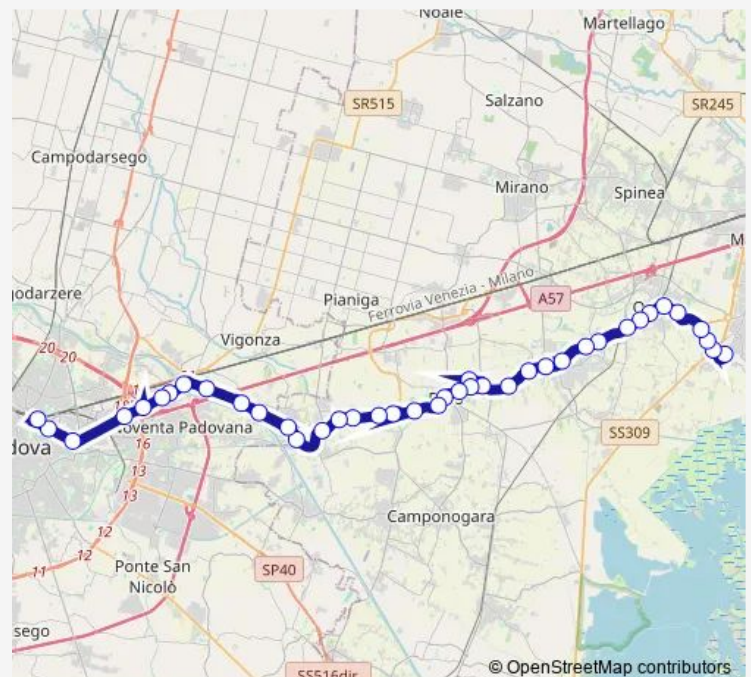 Noale
Martellago
SR515
Salzano
SR245
Campodarsego
Mirano
Spinea
M
Ferrovia Venezia - Milano
godarzere
Pianiga
A57
20
20
Vigonza
dova
Noventa Padovana
16
SS309
13
13
12
Camponogara
12
11
Ponte San
Nicolò
SP40
sego
SS516dir
© OpenStreetMap contributors